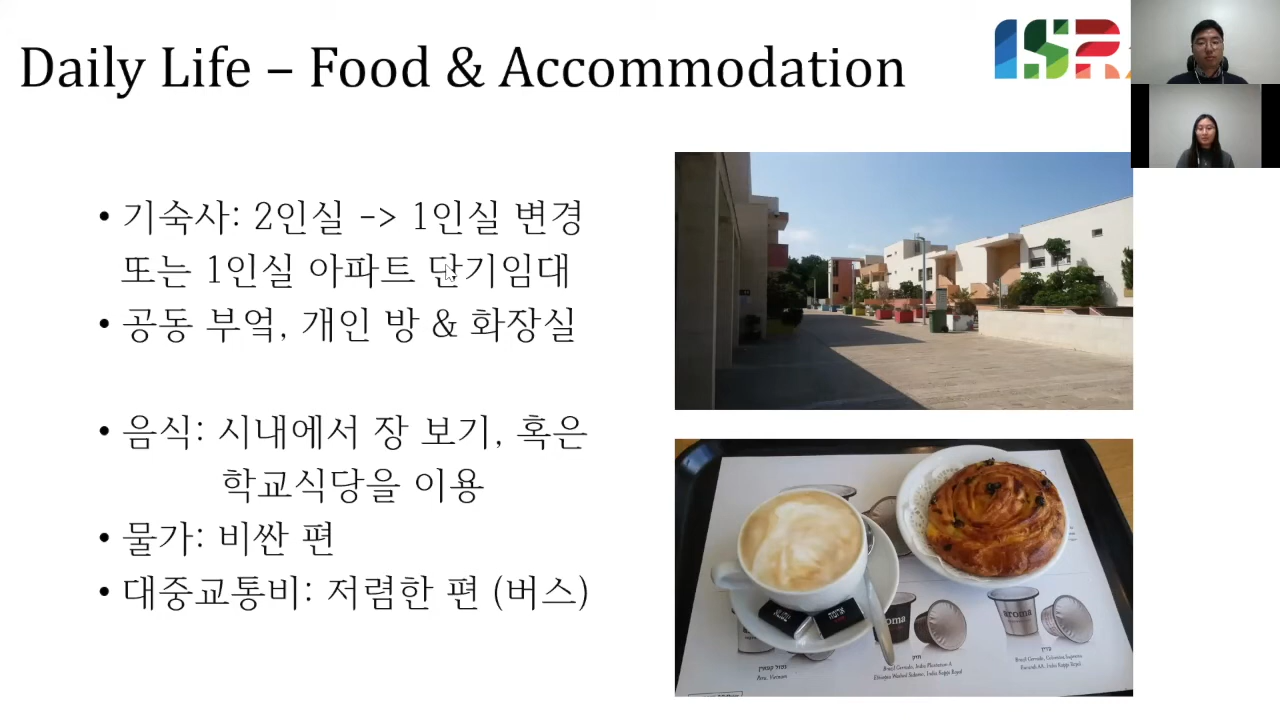 Daily Life – Food & Accommodation
ISR
• 기숙사: 2인실 -> 1인실 변경
또는 1인실 아파트 단기임대
• 공동 부엌, 개인 방 & 화장실
• 음식: 시내에서 장 보기, 혹은
학교식당을 이용
• 물가: 비싼 편
• 대중교통비: 저렴한 편 (버스)
aroma